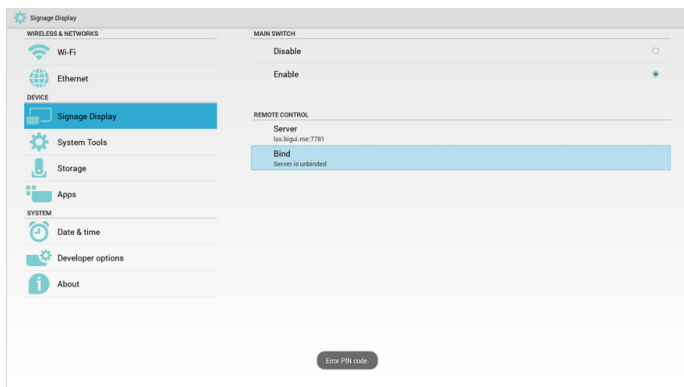 Signage Display
WIRELESS & NETWORKS
Wi-Fi
Ethernet
DEVICE
Signage Display
System Tools
Storage
Apps
SYSTEM
Date & time
Developer options
About
MAIN SWITCH
Disable
Enable
REMOTE CONTROL
Server
lss.bigui.me:7781
Bind
Server is unbinded
Error PIN code.